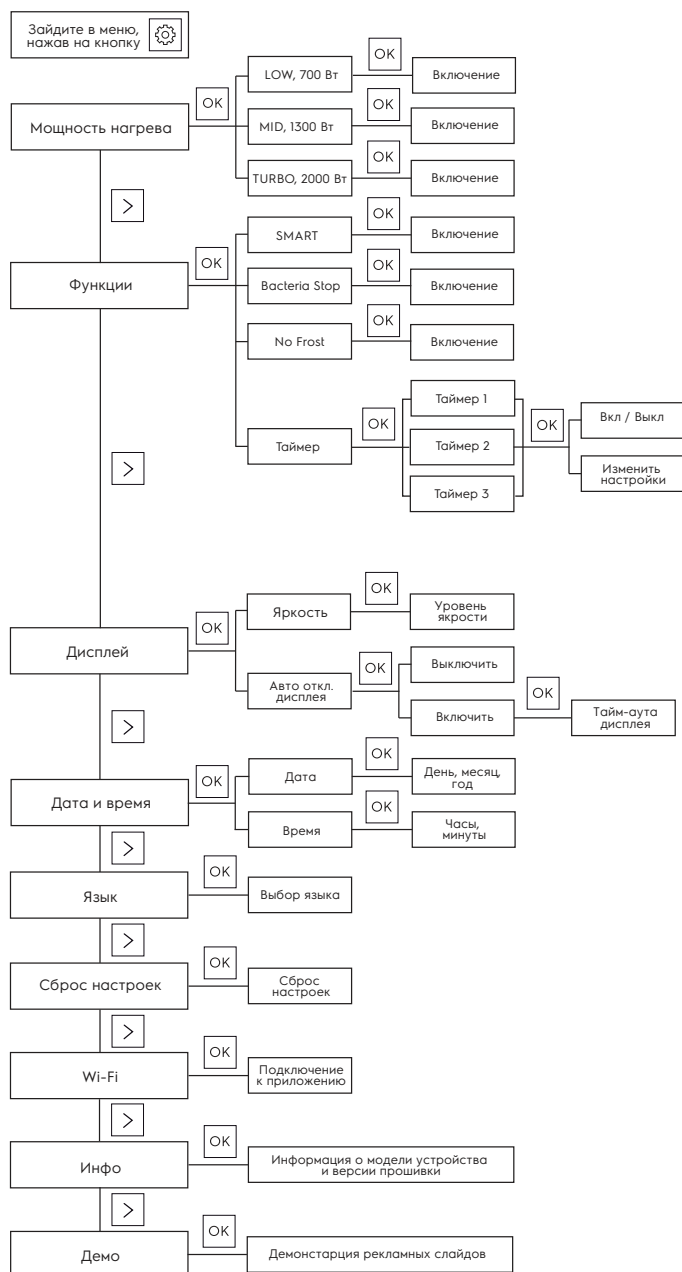 Зайдите в меню,
нажав на кнопку
Мощность нагрева
OK
LOW, 700 Вт
OK
Включение
MID, 1300 Вт
OK
Включение
TURBO, 2000 Вт
OK
Включение
>
Функции
OK
SMART
OK
Включение
Bacteria Stop
OK
Включение
No Frost
OK
Включение
Таймер
OK
Таймер 1
Таймер 2
Таймер 3
OK
Вкл / Выкл
Изменить
настройки
>
Дисплей
OK
Яркость
OK
Уровень
якрости
Авто откл.
дисплея
OK
Выключить
Включить
OK
Тайм-аута
дисплея
>
Дата и время
OK
Дата
OK
День, месяц,
год
Время
OK
Часы,
минуты
>
Язык
OK
Выбор языка
>
Сброс настроек
OK
Сброс
настроек
>
Wi-Fi
OK
Подключение
к приложению
>
Инфо
OK
Информация о модели устройства
и версии прошивки
>
Демо
OK
Демонстарция рекламных слайдов